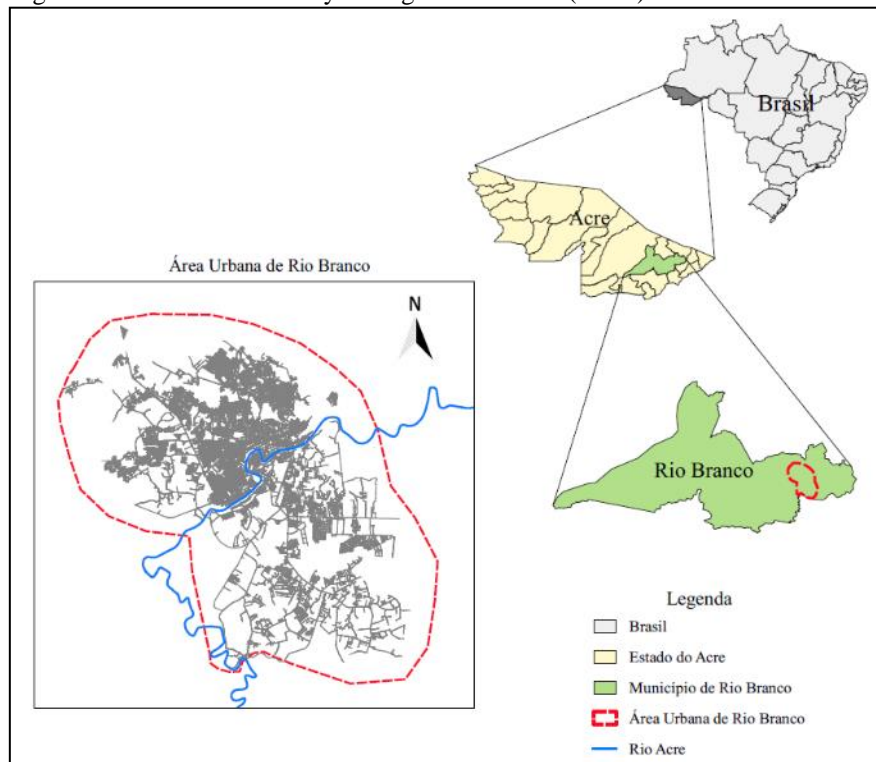 Brasil
Acre
Área Urbana de Rio Branco
N
Rio Branco
Legenda
Brasil
Estado do Acre
Município de Rio Branco
Área Urbana de Rio Branco
Rio Acre